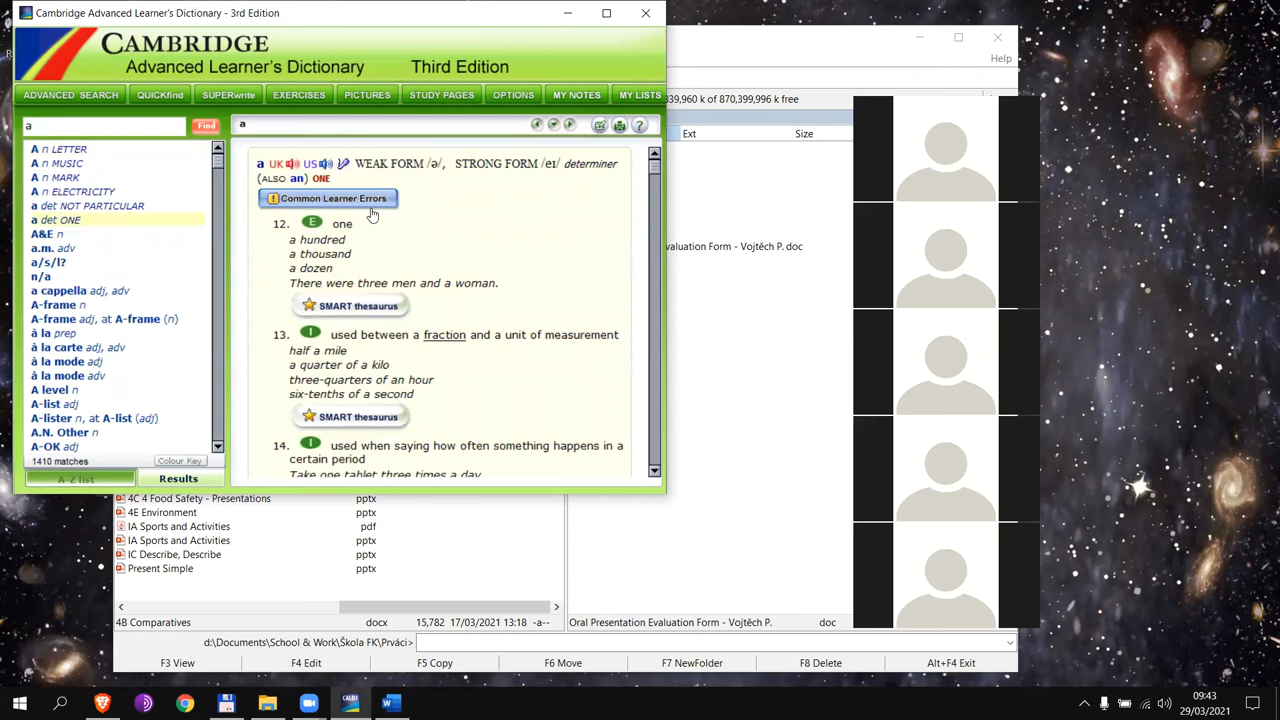 Cambridge Advanced Learner's Dictionary - 3rd Edition
CAMBRIDGE
Advanced Learner's Dictionary Third Edition
ADVANCED SEARCH QUICKfind SUPERwrite EXERCISES PICTURES STUDY PAGES OPTIONS MY NOTES MY LISTS
a Find
a
A n LETTER
A n MUSIC
A n MARK
A n ELECTRICITY
a det NOT PARTICULAR
a det ONE
A&E n
a.m. adv
a/s/l?
n/a
a cappella adj, adv
A-frame n
A-frame adj, at A-frame (n)
à la prep
à la carte adj, adv
à la mode adj
à la mode adv
A level n
A-list adj
A-lister n, at A-list (adj)
A.N. Other n
A-OK adj
1410 matches Colour Key
A-Z list Results
a UK US WEAK FORM /ə/, STRONG FORM /eɪ/ determiner
(ALSO an) ONE
Common Learner Errors
12. E one
a hundred
a thousand
a dozen
There were three men and a woman.
SMART thesaurus
13. I used between a fraction and a unit of measurement
half a mile
a quarter of a kilo
three-quarters of an hour
six-tenths of a second
SMART thesaurus
14. I used when saying how often something happens in a
certain period
Take one tablet three times a day
Help
39,960 k of 870,399,996 k free
Ext Size
valuation Form - Vojtěch P. doc
4C 4 Food Safety - Presentations pptx
4E Environment pptx
IA Sports and Activities pdf
IA Sports and Activities pptx
IC Describe, Describe pptx
Present Simple pptx
4B Comparatives docx 15,782 17/03/2021 13:18 -a--
Oral Presentation Evaluation Form - Vojtěch P. doc
d:\Documents\School & Work\Škola FK\Prváci>
F3 View F4 Edit F5 Copy F6 Move F7 NewFolder F8 Delete Alt+F4 Exit
CALD3
09:43
29/03/2021